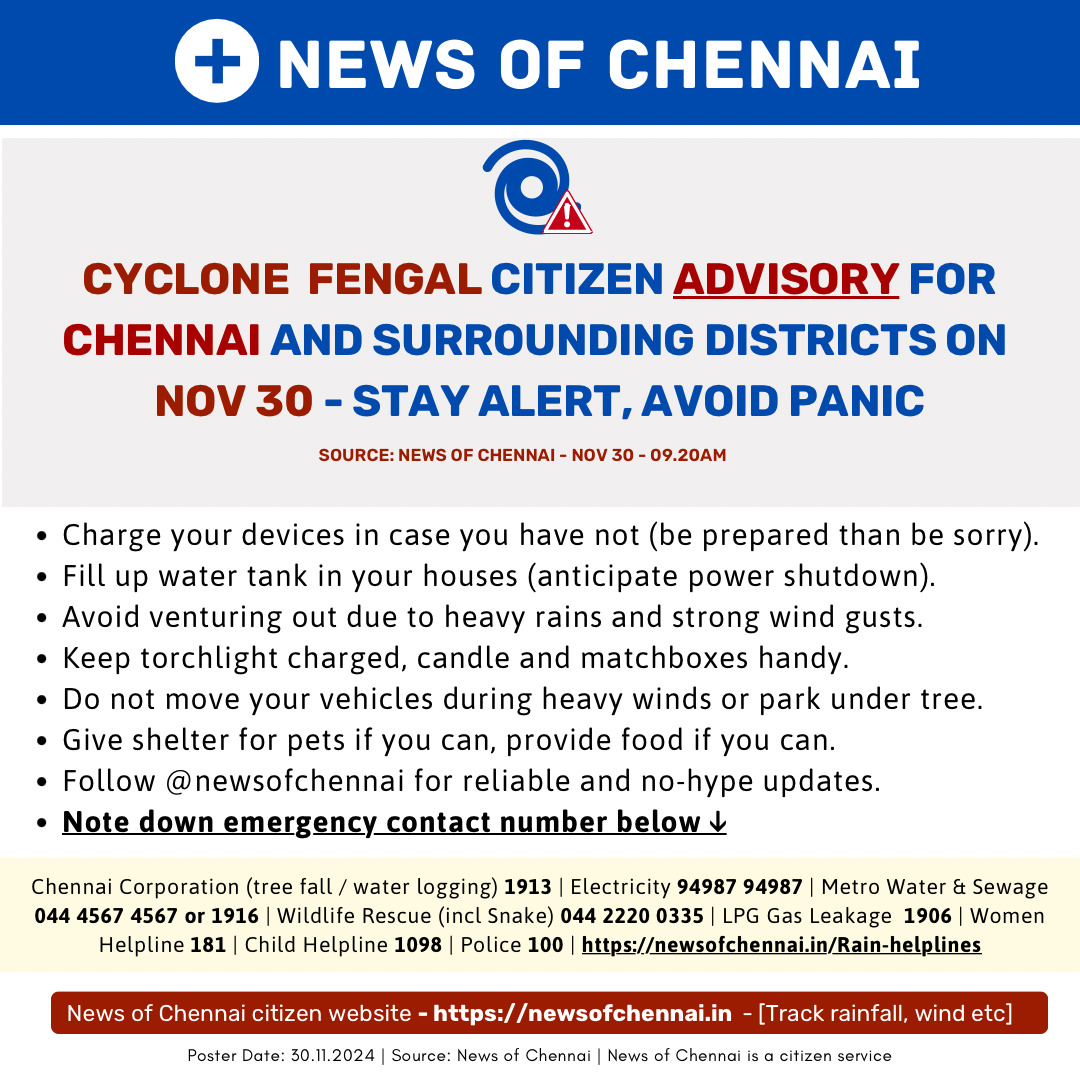 NEWS OF CHENNAI
CYCLONE FENGAL CITIZEN ADVISORY FOR
CHENNAI AND SURROUNDING DISTRICTS ON
NOV 30 - STAY ALERT, AVOID PANIC
SOURCE: NEWS OF CHENNAI - NOV 30 - 09.20AM
• Charge your devices in case you have not (be prepared than be sorry).
• Fill up water tank in your houses (anticipate power shutdown).
• Avoid venturing out due to heavy rains and strong wind gusts.
• Keep torchlight charged, candle and matchboxes handy.
• Do not move your vehicles during heavy winds or park under tree.
• Give shelter for pets if you can, provide food if you can.
• Follow @newsofchennai for reliable and no-hype updates.
• Note down emergency contact number below ↓
Chennai Corporation (tree fall / water logging) 1913 | Electricity 94987 94987 | Metro Water & Sewage
044 4567 4567 or 1916 | Wildlife Rescue (incl Snake) 044 2220 0335 | LPG Gas Leakage 1906 | Women
Helpline 181 | Child Helpline 1098 | Police 100 | https://newsofchennai.in/Rain-helplines
News of Chennai citizen website - https://newsofchennai.in - [Track rainfall, wind etc]
Poster Date: 30.11.2024 | Source: News of Chennai | News of Chennai is a citizen service